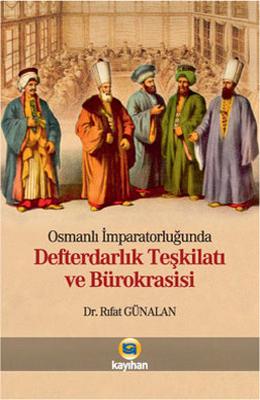 Osmanlı İmparatorluğunda
Defterdarlık Teşkilatı
ve Bürokrasisi
Dr. Rıfat GÜNALAN
kayıhan